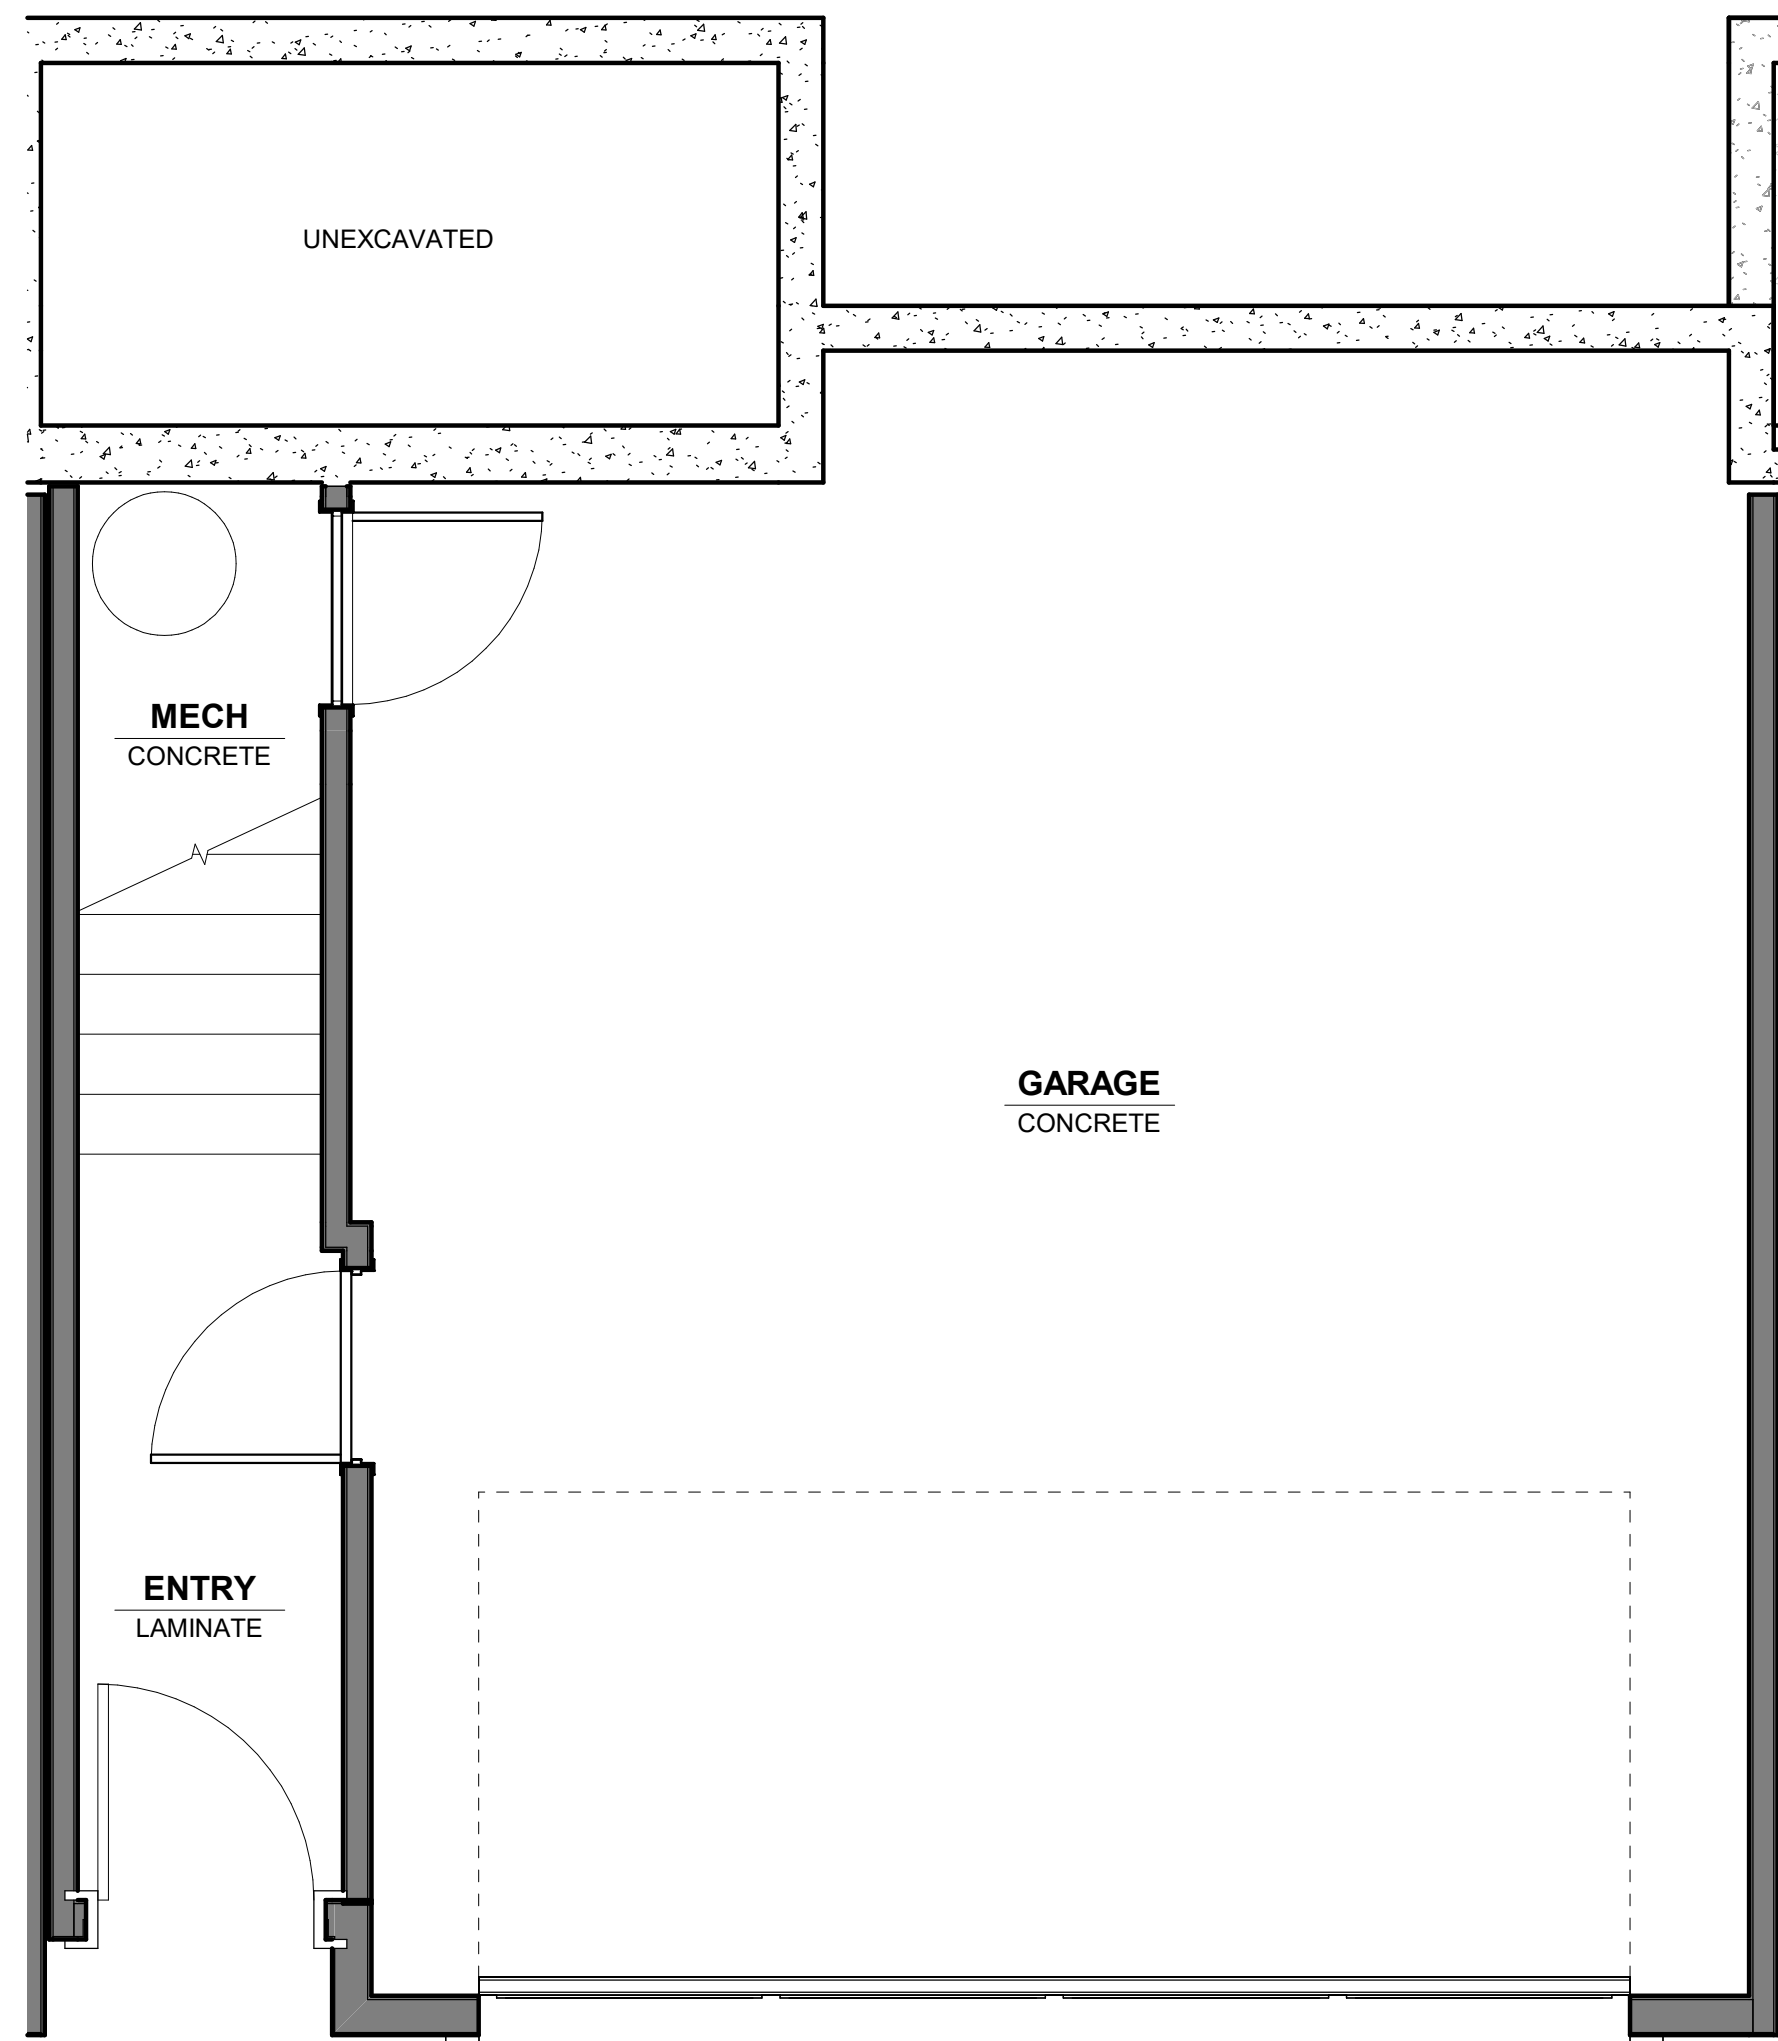 UNEXCAVATED
MECH
CONCRETE
GARAGE
CONCRETE
ENTRY
LAMINATE